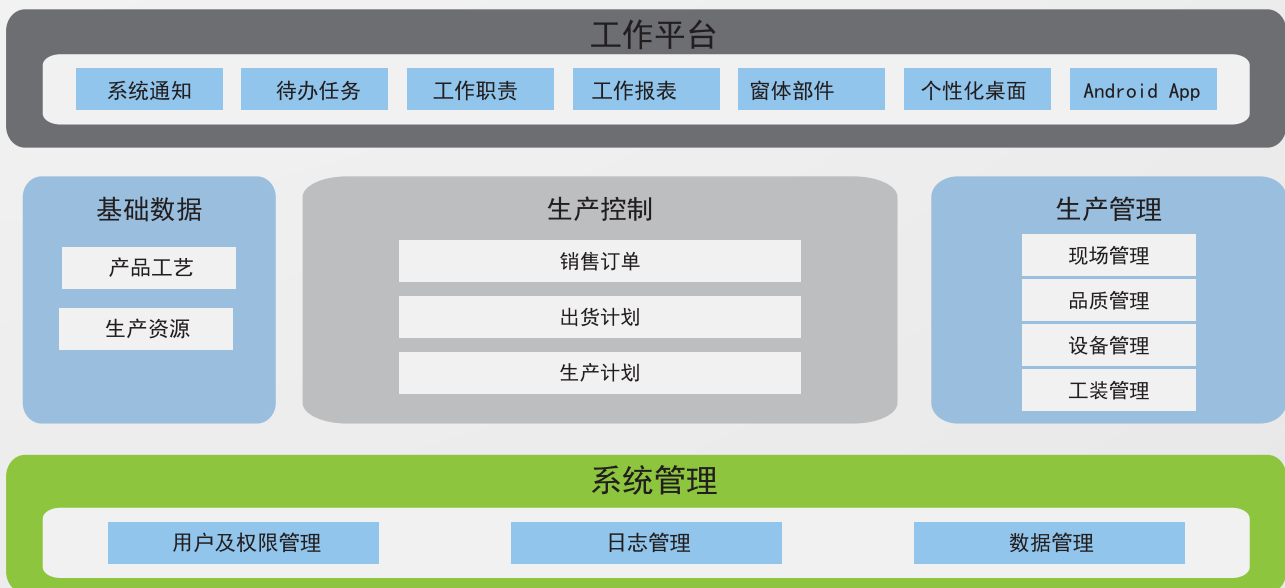 工作平台
系统通知
待办任务
工作职责
工作报表
窗体部件
个性化桌面
Android App
基础数据
产品工艺
生产资源
生产控制
销售订单
出货计划
生产计划
生产管理
现场管理
品质管理
设备管理
工装管理
系统管理
用户及权限管理
日志管理
数据管理